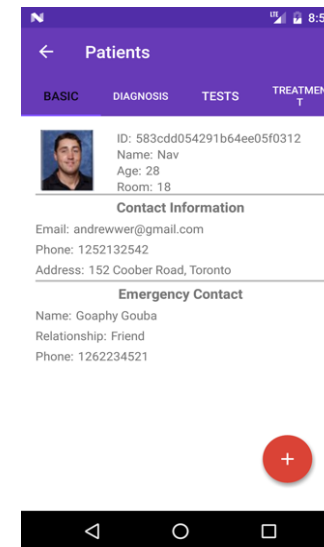 N LTE 8:5
Patients
BASIC DIAGNOSIS TESTS TREATMEN
T
ID: 583cdd054291b64ee05f0312
Name: Nav
Age: 28
Room: 18
Contact Information
Email: andrewwer@gmail.com
Phone: 1252132542
Address: 152 Coober Road, Toronto
Emergency Contact
Name: Goaphy Gouba
Relationship: Friend
Phone: 1262234521
+